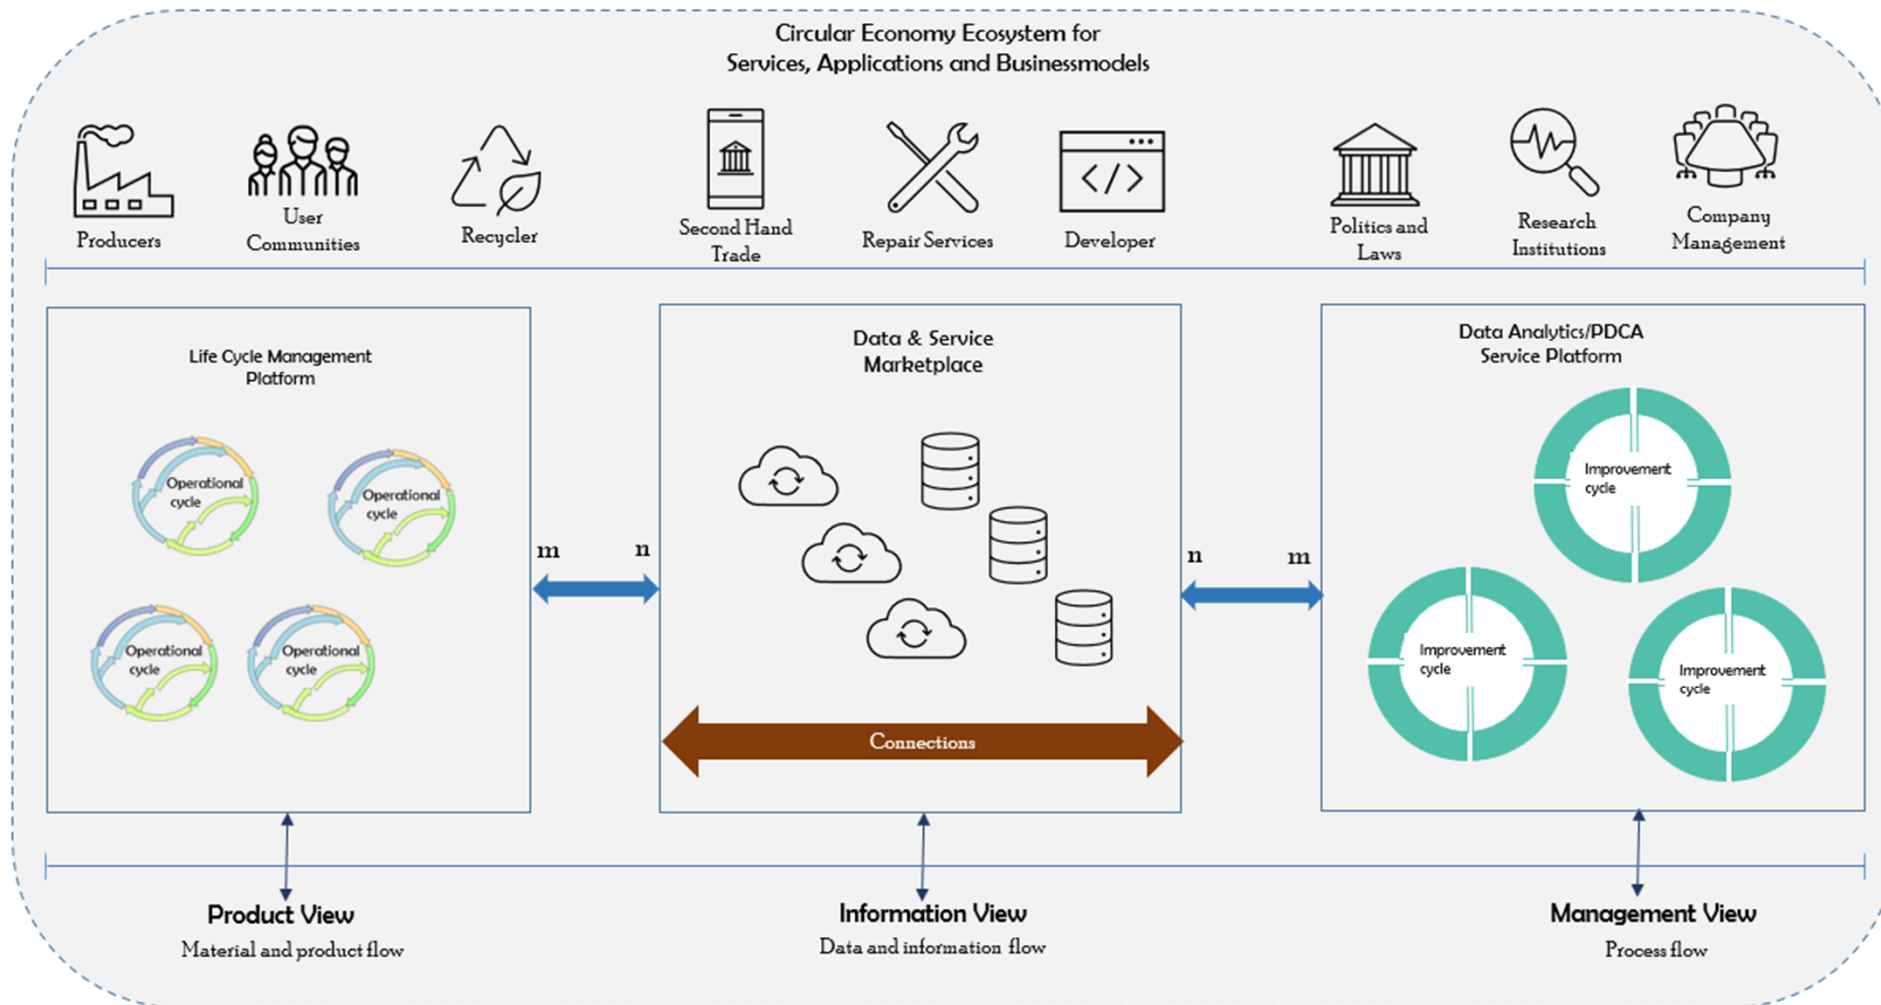 Circular Economy Ecosystem for
Services, Applications and Businessmodels
Producers
User
Communities
Recycler
Second Hand
Trade
Repair Services
Developer
Politics and
Laws
Research
Institutions
Company
Management
Life Cycle Management
Platform
Operational
cycle
Operational
cycle
Operational
cycle
Operational
cycle
m
n
Data & Service
Marketplace
Connections
n
m
Data Analytics/PDCA
Service Platform
Improvement
cycle
Improvement
cycle
Improvement
cycle
Product View
Material and product flow
Information View
Data and information flow
Management View
Process flow